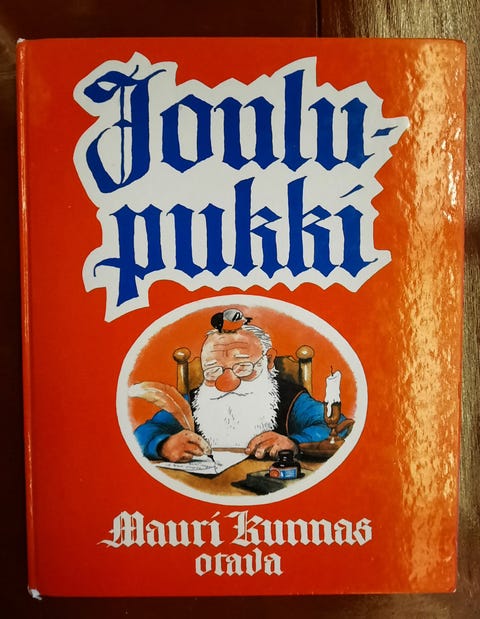 Joulu-
pukki
Mauri Kunnas
otava